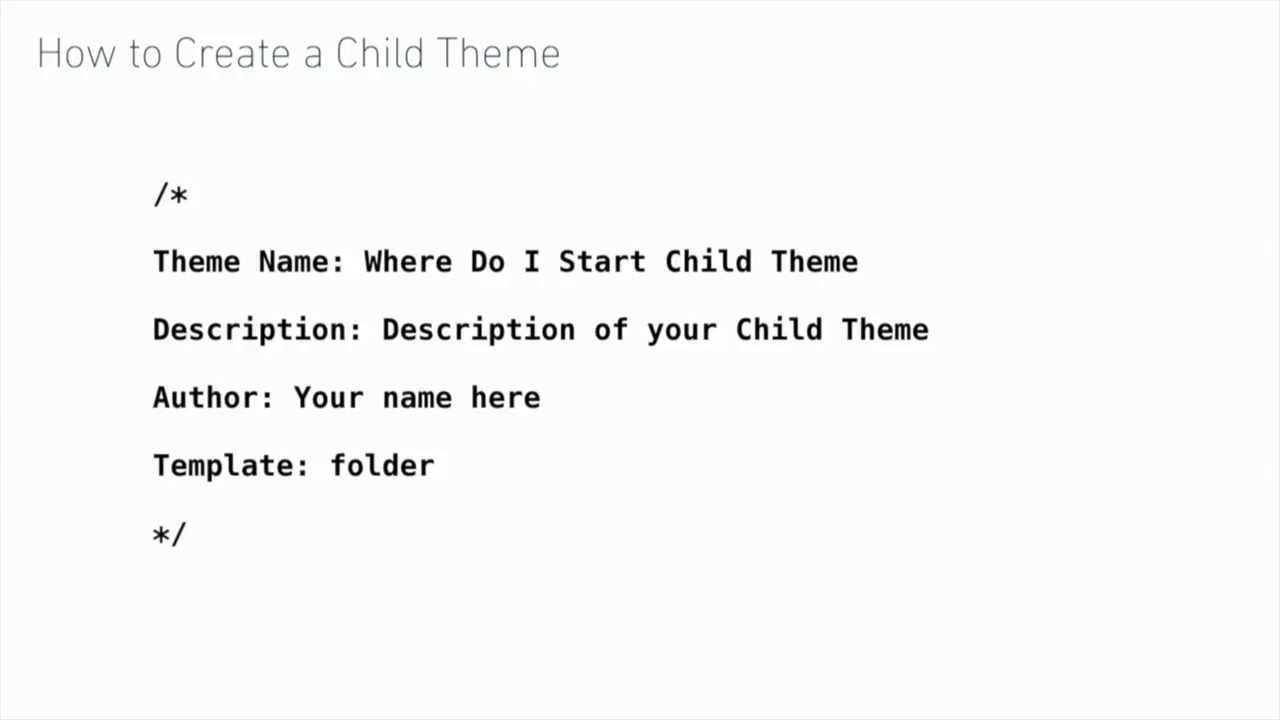 How to Create a Child Theme
/*
Theme Name: Where Do I Start Child Theme
Description: Description of your Child Theme
Author: Your name here
Template: folder
*/